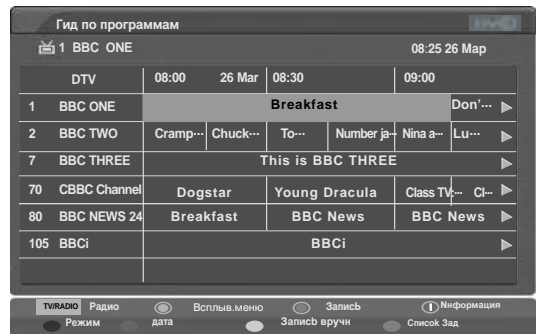 Гид по программам
1 BBC ONE 08:25 26 Мар
DTV 08:00 26 Mar 08:30 09:00
1 BBC ONE Breakfast Don'···
2 BBC TWO Cramp··· Chuck··· To··· Number ja··· Nina a··· Lu···
7 BBC THREE This is BBC THREE
70 CBBC Channel Dogstar Young Dracula Class TV:··· Cl···
80 BBC NEWS 24 Breakfast BBC News BBC News
105 BBCi BBCi
TV/RADIO Радио Всплыв.меню Запись Информация
Режим дата Запись вручн Список Зад